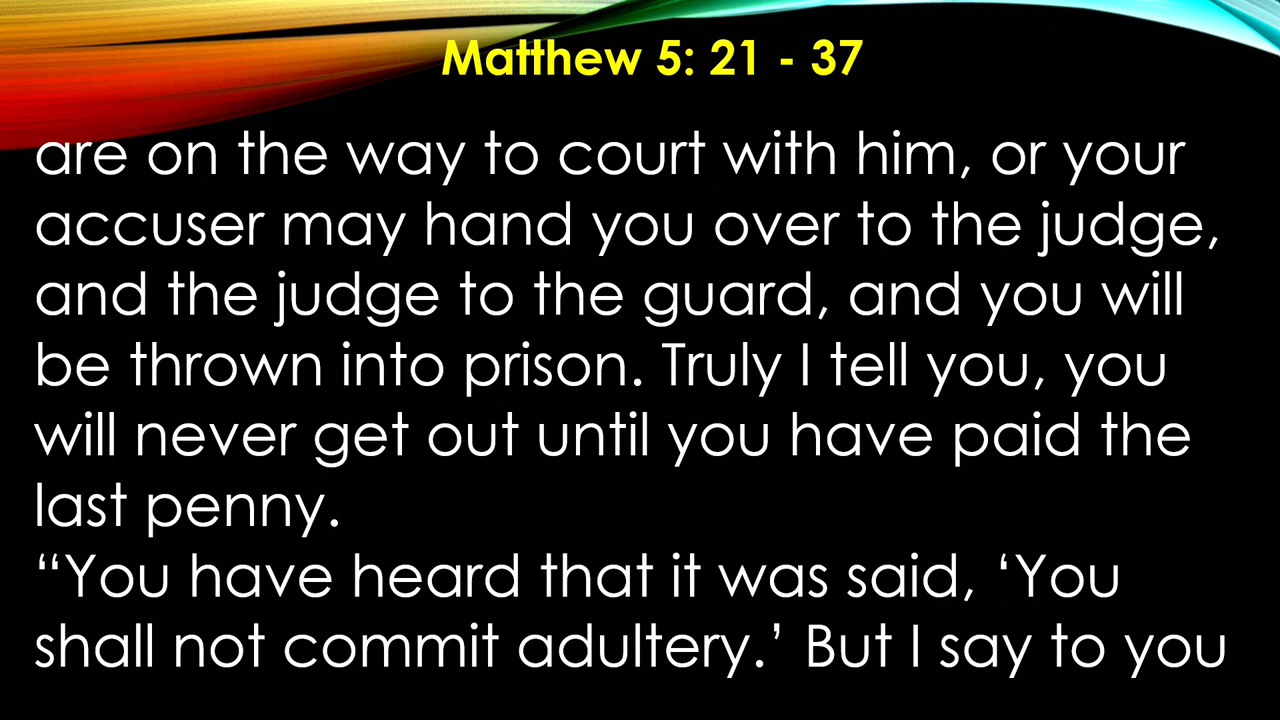 Matthew 5: 21 - 37
are on the way to court with him, or your
accuser may hand you over to the judge,
and the judge to the guard, and you will
be thrown into prison. Truly I tell you, you
will never get out until you have paid the
last penny.
“You have heard that it was said, ‘You
shall not commit adultery.’ But I say to you